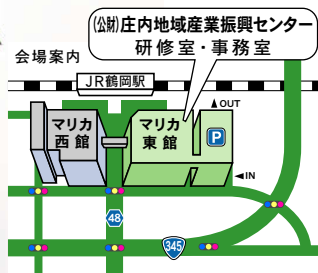 (公財)庄内地域産業振興センター
研修室・事務室
会場案内
JR鶴岡駅
▲OUT
マリカ
西館
マリカ
東館
P
◄IN
48
345